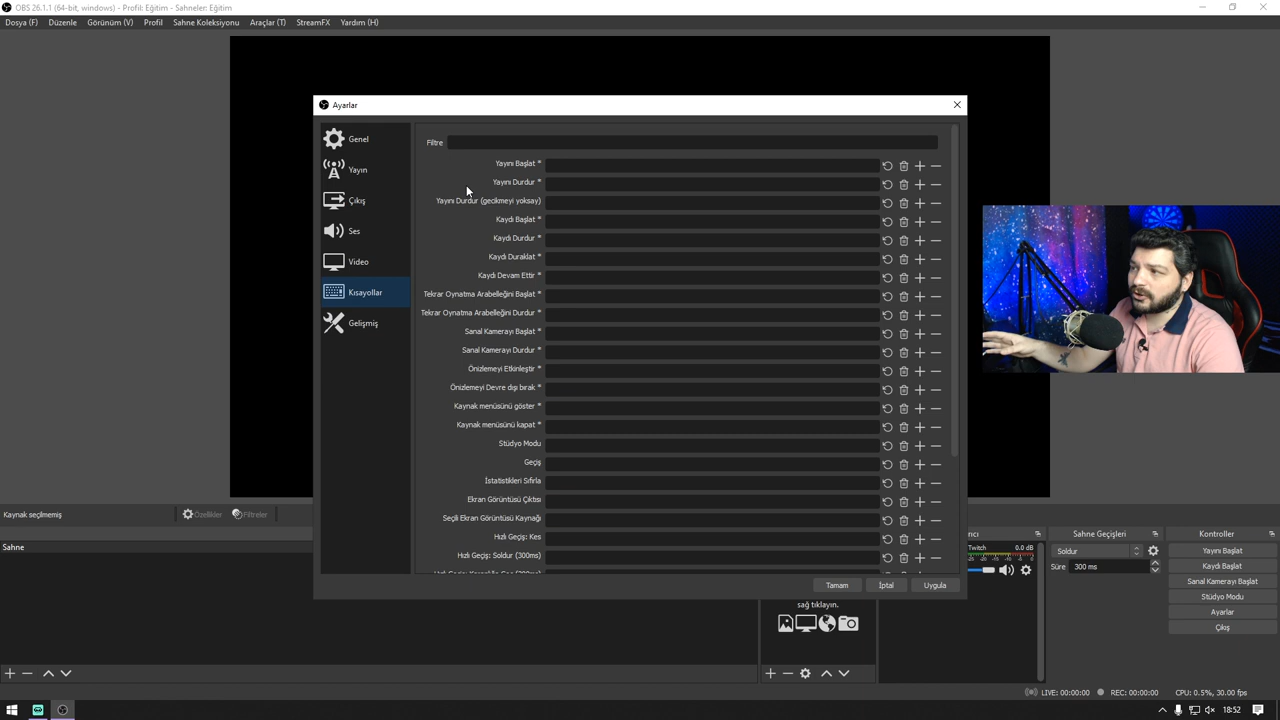 OBS 26.1.1 (64-bit, windows) - Profil: Eğitim - Sahneler: Eğitim
Dosya (F) Düzenle Görünüm (V) Profil Sahne Koleksiyonu Araçlar (T) StreamFX Yardım (H)
Ayarlar
Genel
Yayın
Çıkış
Ses
Video
Kısayollar
Gelişmiş
Filtre
Yayını Başlat *
Yayını Durdur *
Yayını Durdur (gecikmeyi yoksay)
Kaydı Başlat *
Kaydı Durdur *
Kaydı Duraklat *
Kaydı Devam Ettir *
Tekrar Oynatma Arabelleğini Başlat *
Tekrar Oynatma Arabelleğini Durdur *
Sanal Kamerayı Başlat *
Sanal Kamerayı Durdur *
Önizlemeyi Etkinleştir *
Önizlemeyi Devre dışı bırak *
Kaynak menüsünü göster *
Kaynak menüsünü kapat *
Stüdyo Modu
Geçiş
İstatistikleri Sıfırla
Ekran Görüntüsü Çıktısı
Seçili Ekran Görüntüsü Kaynağı
Hızlı Geçiş: Kes
Hızlı Geçiş: Soldur (300ms)
Tamam İptal Uygula
Kaynak seçilmemiş Özellikler Filtreler
Sahne
sağ tıklayın.
Twitch 0.0 dB
Sahne Geçişleri
Soldur
Süre 300 ms
Kontroller
Yayını Başlat
Kaydı Başlat
Sanal Kamerayı Başlat
Stüdyo Modu
Ayarlar
Çıkış
LIVE: 00:00:00 REC: 00:00:00 CPU: 0.5%, 30.00 fps
18:52